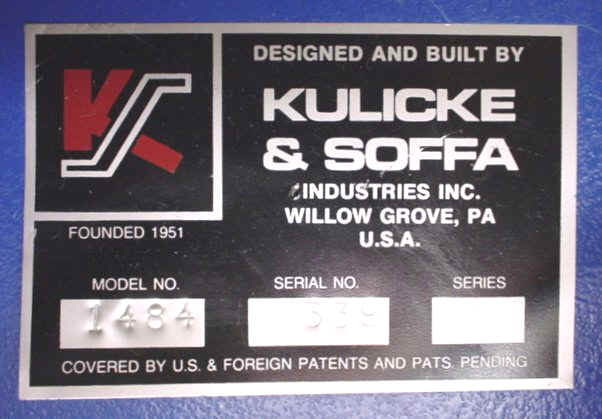 DESIGNED AND BUILT BY
KULICKE
& SOFFA
INDUSTRIES INC.
WILLOW GROVE, PA
U.S.A.
FOUNDED 1951
MODEL NO. SERIAL NO. SERIES
1484
COVERED BY U.S. & FOREIGN PATENTS AND PATS. PENDING